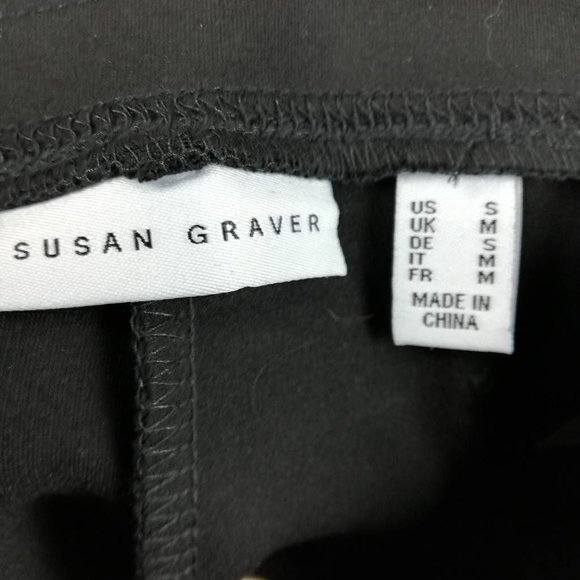 SUSAN GRAVER
US S
UK M
DE S
IT M
FR M
MADE IN
CHINA